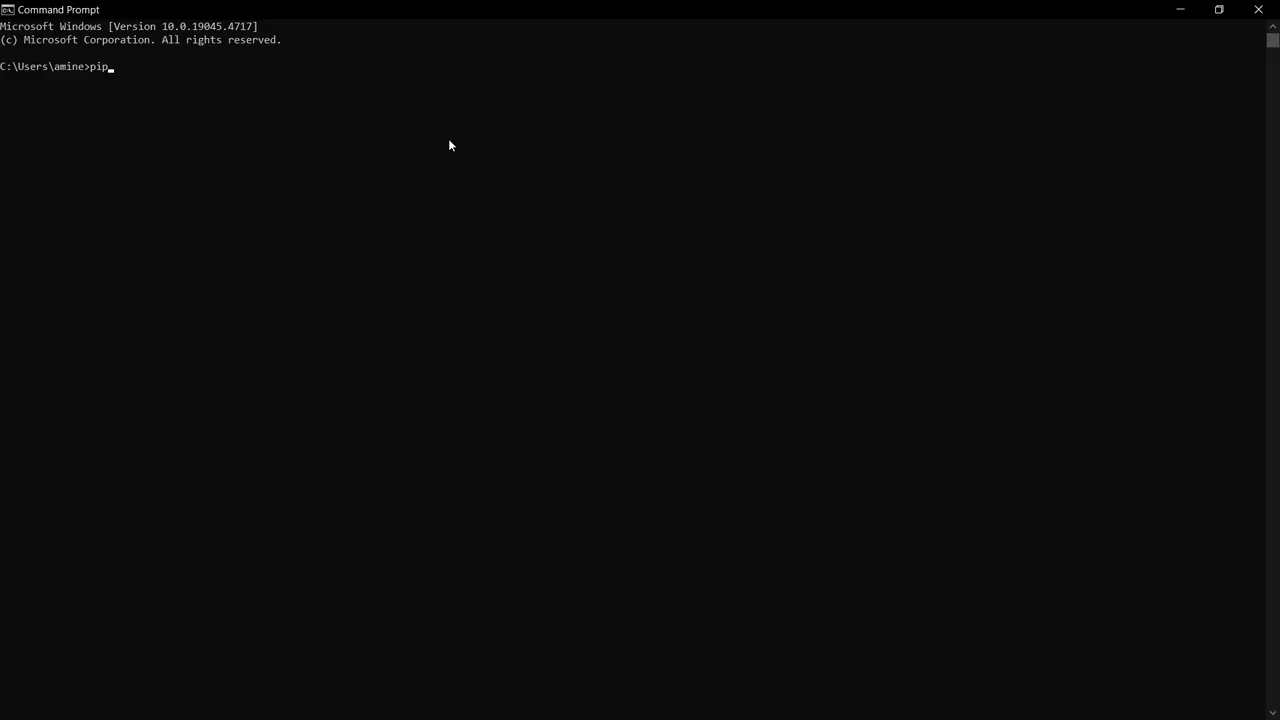 Command Prompt
Microsoft Windows [Version 10.0.19045.4717]
(c) Microsoft Corporation. All rights reserved.
C:\Users\amine>pip